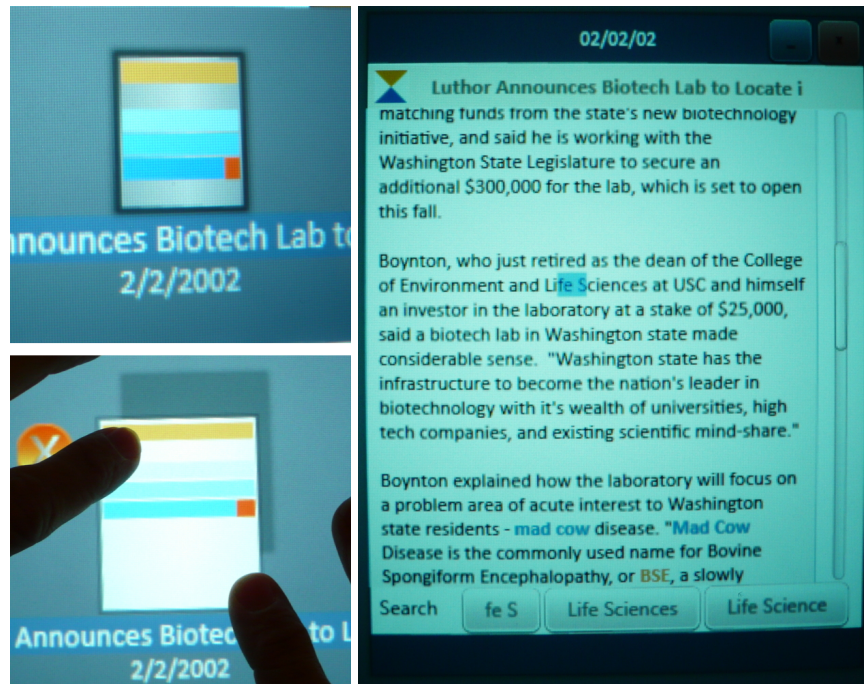 nnounces Biotech Lab to
2/2/2002
X
Announces Biotec to L
2/2/2002
02/02/02
Luthor Announces Biotech Lab to Locate i
matching funds from the state's new biotechnology
initiative, and said he is working with the
Washington State Legislature to secure an
additional $300,000 for the lab, which is set to open
this fall.
Boynton, who just retired as the dean of the College
of Environment and Life Sciences at USC and himself
an investor in the laboratory at a stake of $25,000,
said a biotech lab in Washington state made
considerable sense. "Washington state has the
infrastructure to become the nation's leader in
biotechnology with it's wealth of universities, high
tech companies, and existing scientific mind-share."
Boynton explained how the laboratory will focus on
a problem area of acute interest to Washington
state residents - mad cow disease. "Mad Cow
Disease is the commonly used name for Bovine
Spongiform Encephalopathy, or BSE, a slowly
Search fe S Life Sciences Life Science